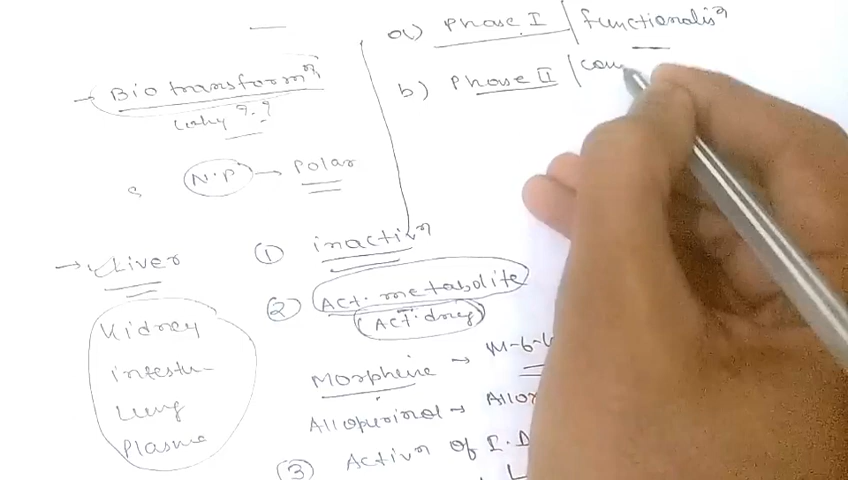 a) Phase I / functionalisⁿ
b) Phase II / con
→ Biotransformⁿ
(why ? ?
N.P → Polar
→ Liver
Kidney
intestn-
Lung
Plasma
① inactivⁿ
② Act. metabolite
(Act. drug)
Morphine → M-6-
Allopurinol → Allo
③ Activⁿ of I.D